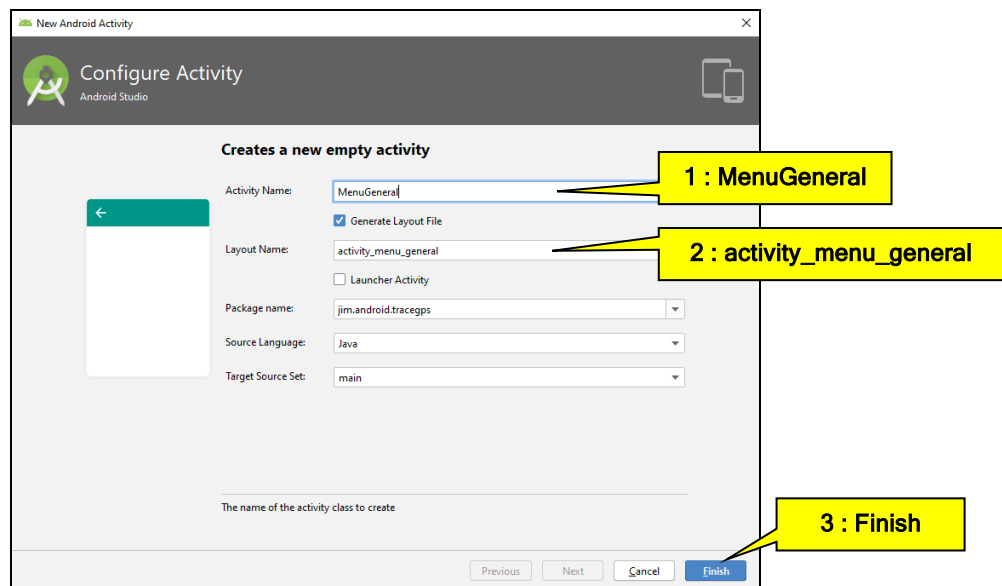 New Android Activity
Configure Activity
Android Studio
Creates a new empty activity
Activity Name:
MenuGeneral
1 : MenuGeneral
Generate Layout File
Layout Name:
activity_menu_general
2 : activity_menu_general
Launcher Activity
Package name:
jim.android.tracegps
Source Language:
Java
Target Source Set:
main
The name of the activity class to create
3 : Finish
Previous
Next
Cancel
Finish